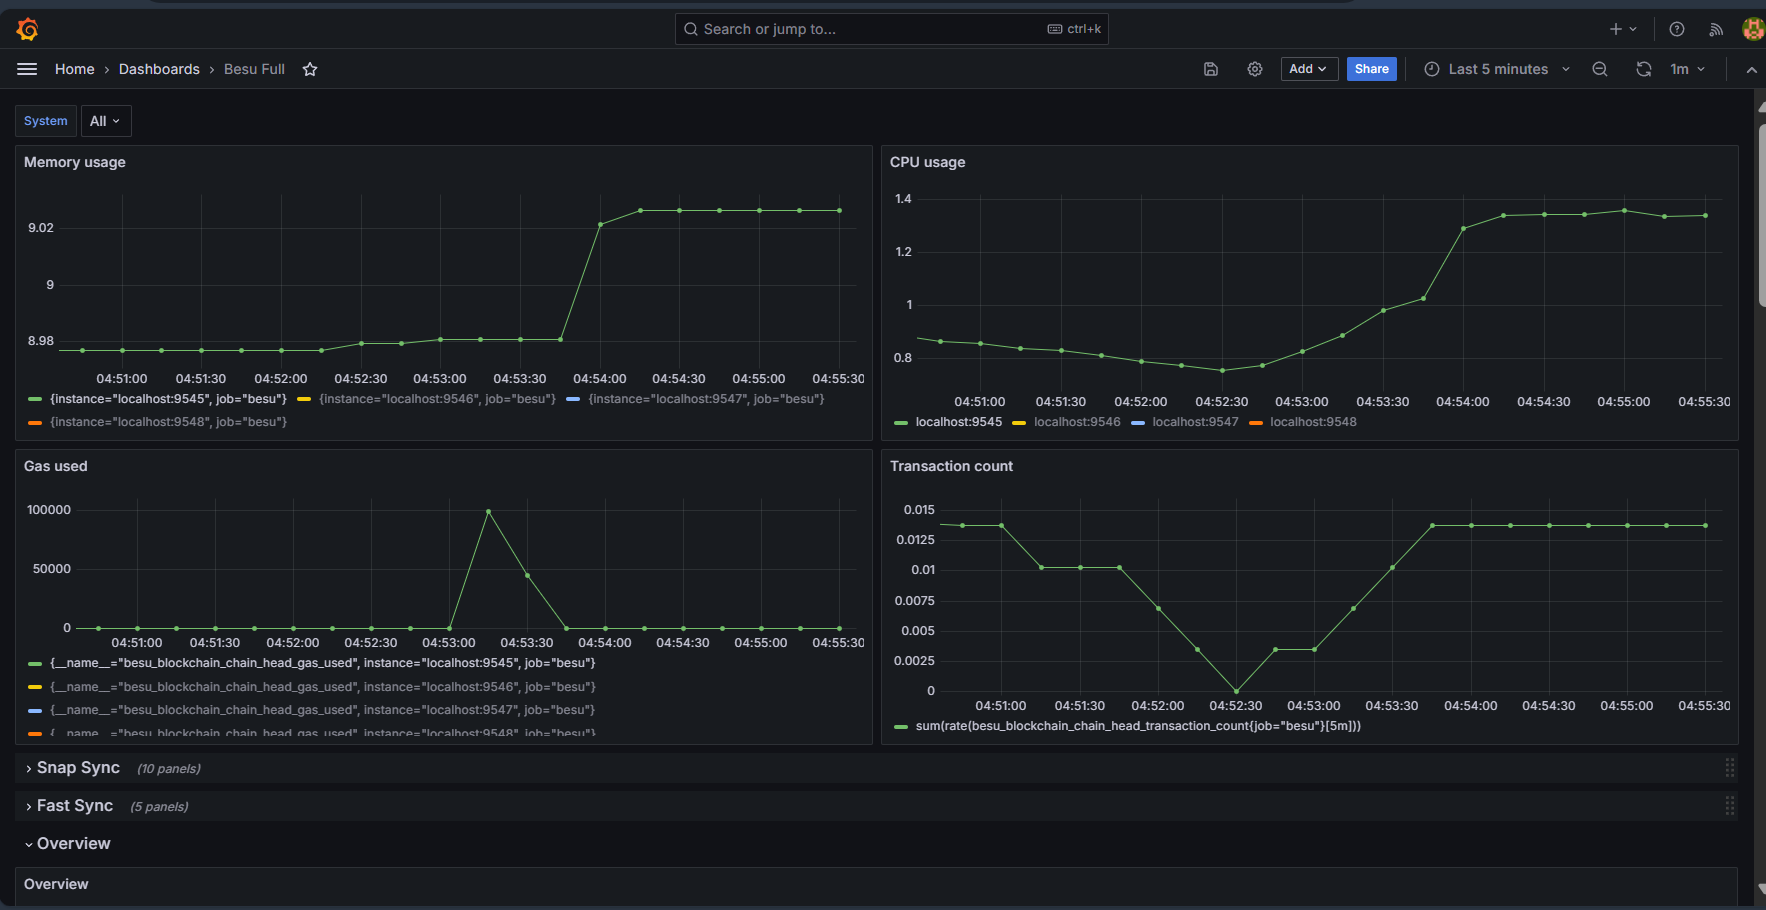 Search or jump to... ctrl+k
Home › Dashboards › Besu Full Add Share Last 5 minutes 1m
System All
Memory usage
9.02
9
8.98
04:51:00 04:51:30 04:52:00 04:52:30 04:53:00 04:53:30 04:54:00 04:54:30 04:55:00 04:55:30
{instance="localhost:9545", job="besu"} {instance="localhost:9546", job="besu"} {instance="localhost:9547", job="besu"}
{instance="localhost:9548", job="besu"}
CPU usage
1.4
1.2
1
0.8
04:51:00 04:51:30 04:52:00 04:52:30 04:53:00 04:53:30 04:54:00 04:54:30 04:55:00 04:55:30
localhost:9545 localhost:9546 localhost:9547 localhost:9548
Gas used
100000
50000
0
04:51:00 04:51:30 04:52:00 04:52:30 04:53:00 04:53:30 04:54:00 04:54:30 04:55:00 04:55:30
{__name__="besu_blockchain_chain_head_gas_used", instance="localhost:9545", job="besu"}
{__name__="besu_blockchain_chain_head_gas_used", instance="localhost:9546", job="besu"}
{__name__="besu_blockchain_chain_head_gas_used", instance="localhost:9547", job="besu"}
{__name__="besu_blockchain_chain_head_gas_used", instance="localhost:9548", job="besu"}
Transaction count
0.015
0.0125
0.01
0.0075
0.005
0.0025
0
04:51:00 04:51:30 04:52:00 04:52:30 04:53:00 04:53:30 04:54:00 04:54:30 04:55:00 04:55:30
sum(rate(besu_blockchain_chain_head_transaction_count{job="besu"}[5m]))
Snap Sync (10 panels)
Fast Sync (5 panels)
Overview
Overview